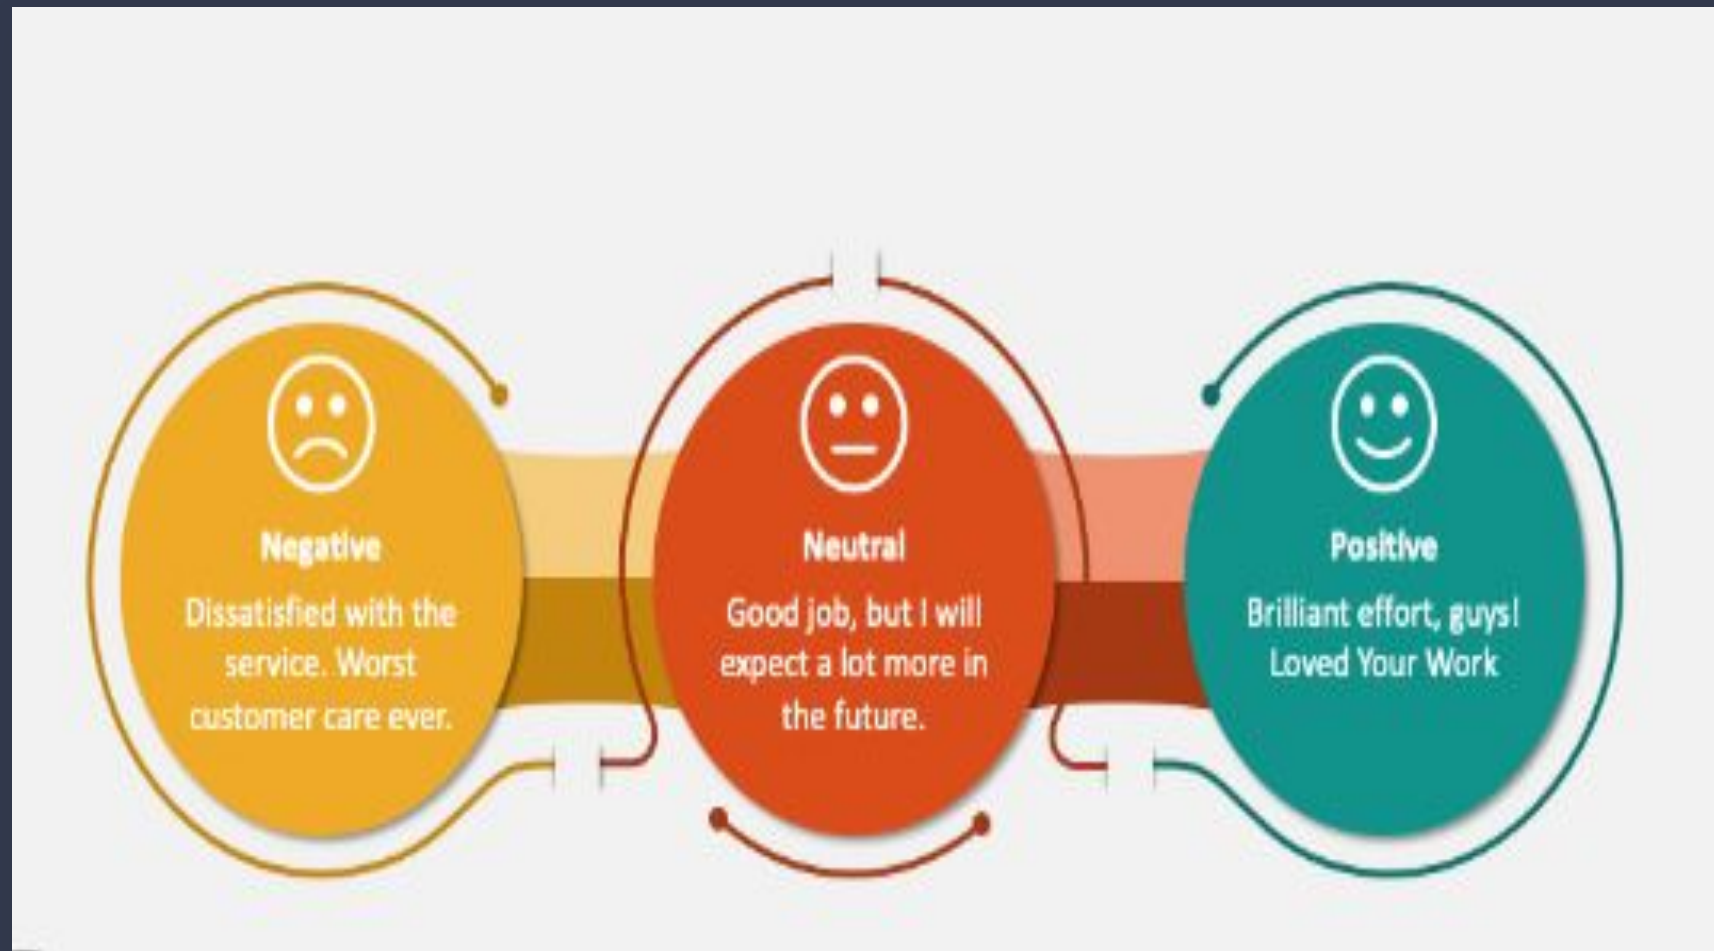 Negative
Dissatisfied with the
service. Worst
customer care ever.
Neutral
Good job, but I will
expect a lot more in
the future.
Positive
Brilliant effort, guys!
Loved Your Work